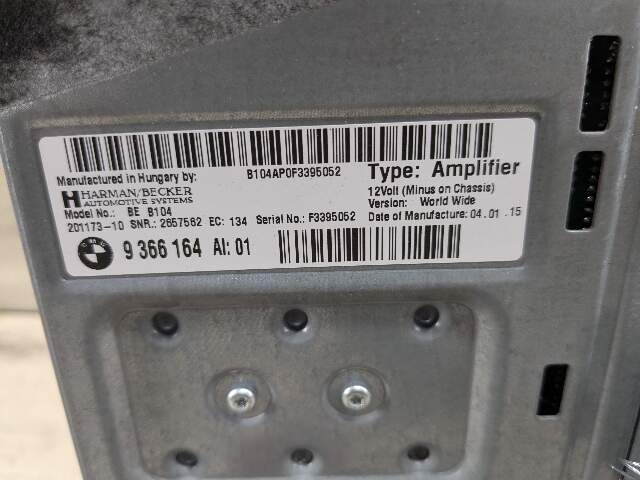 Manufactured in Hungary by:
B104AP0F3395052
Type: Amplifier
HARMAN/BECKER
AUTOMOTIVE SYSTEMS
12Volt (Minus on Chassis)
Version: World Wide
Model No.: BE B104
201173-10 SNR.: 2657562 EC: 134 Serial No.: F3395052 Date of Manufacture: 04.01.15
BMW
9 366 164 AI: 01